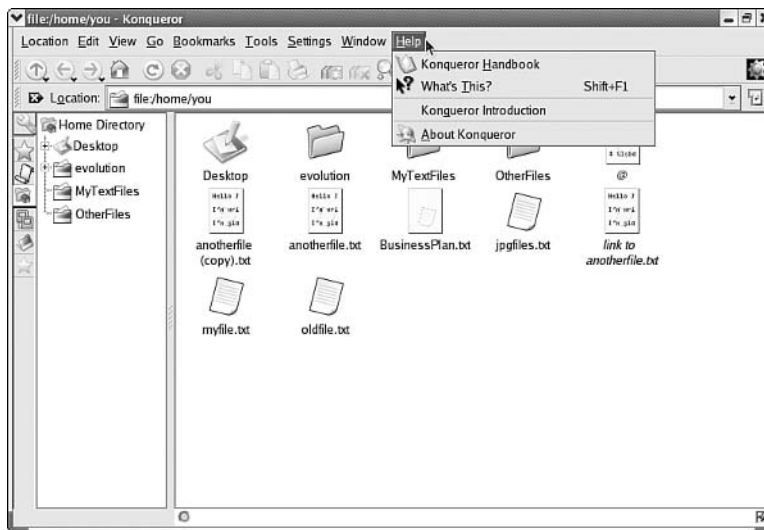 file:/home/you - Konqueror
Location Edit View Go Bookmarks Tools Settings Window Help
Konqueror Handbook
What's This? Shift+F1
Konqueror Introduction
About Konqueror
Location: file:/home/you
Home Directory
Desktop
evolution
MyTextFiles
OtherFiles
Desktop evolution MyTextFiles OtherFiles @
anotherfile (copy).txt
anotherfile.txt
BusinessPlan.txt
jpgfiles.txt
link to anotherfile.txt
myfile.txt
oldfile.txt